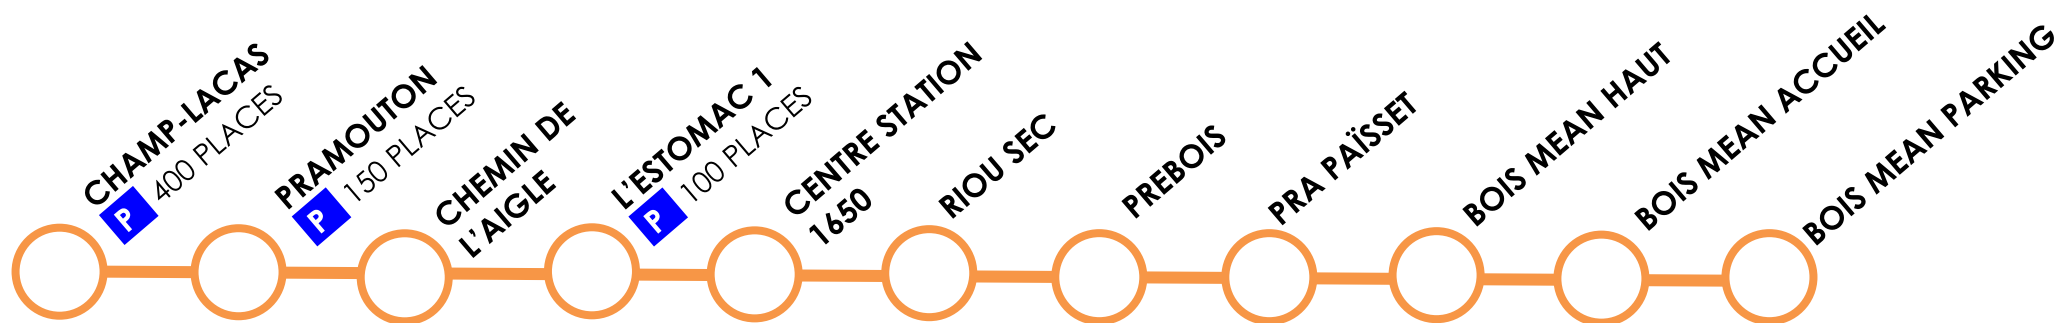 CHAMP-LACAS
P 400 PLACES
PRAMOUTON
P 150 PLACES
CHEMIN DE
L'AIGLE
L'ESTOMAC 1
P 100 PLACES
CENTRE STATION
1650
RIOU SEC
PREBOIS
PRA PAÏSSET
BOIS MEAN HAUT
BOIS MEAN ACCUEIL
BOIS MEAN PARKING